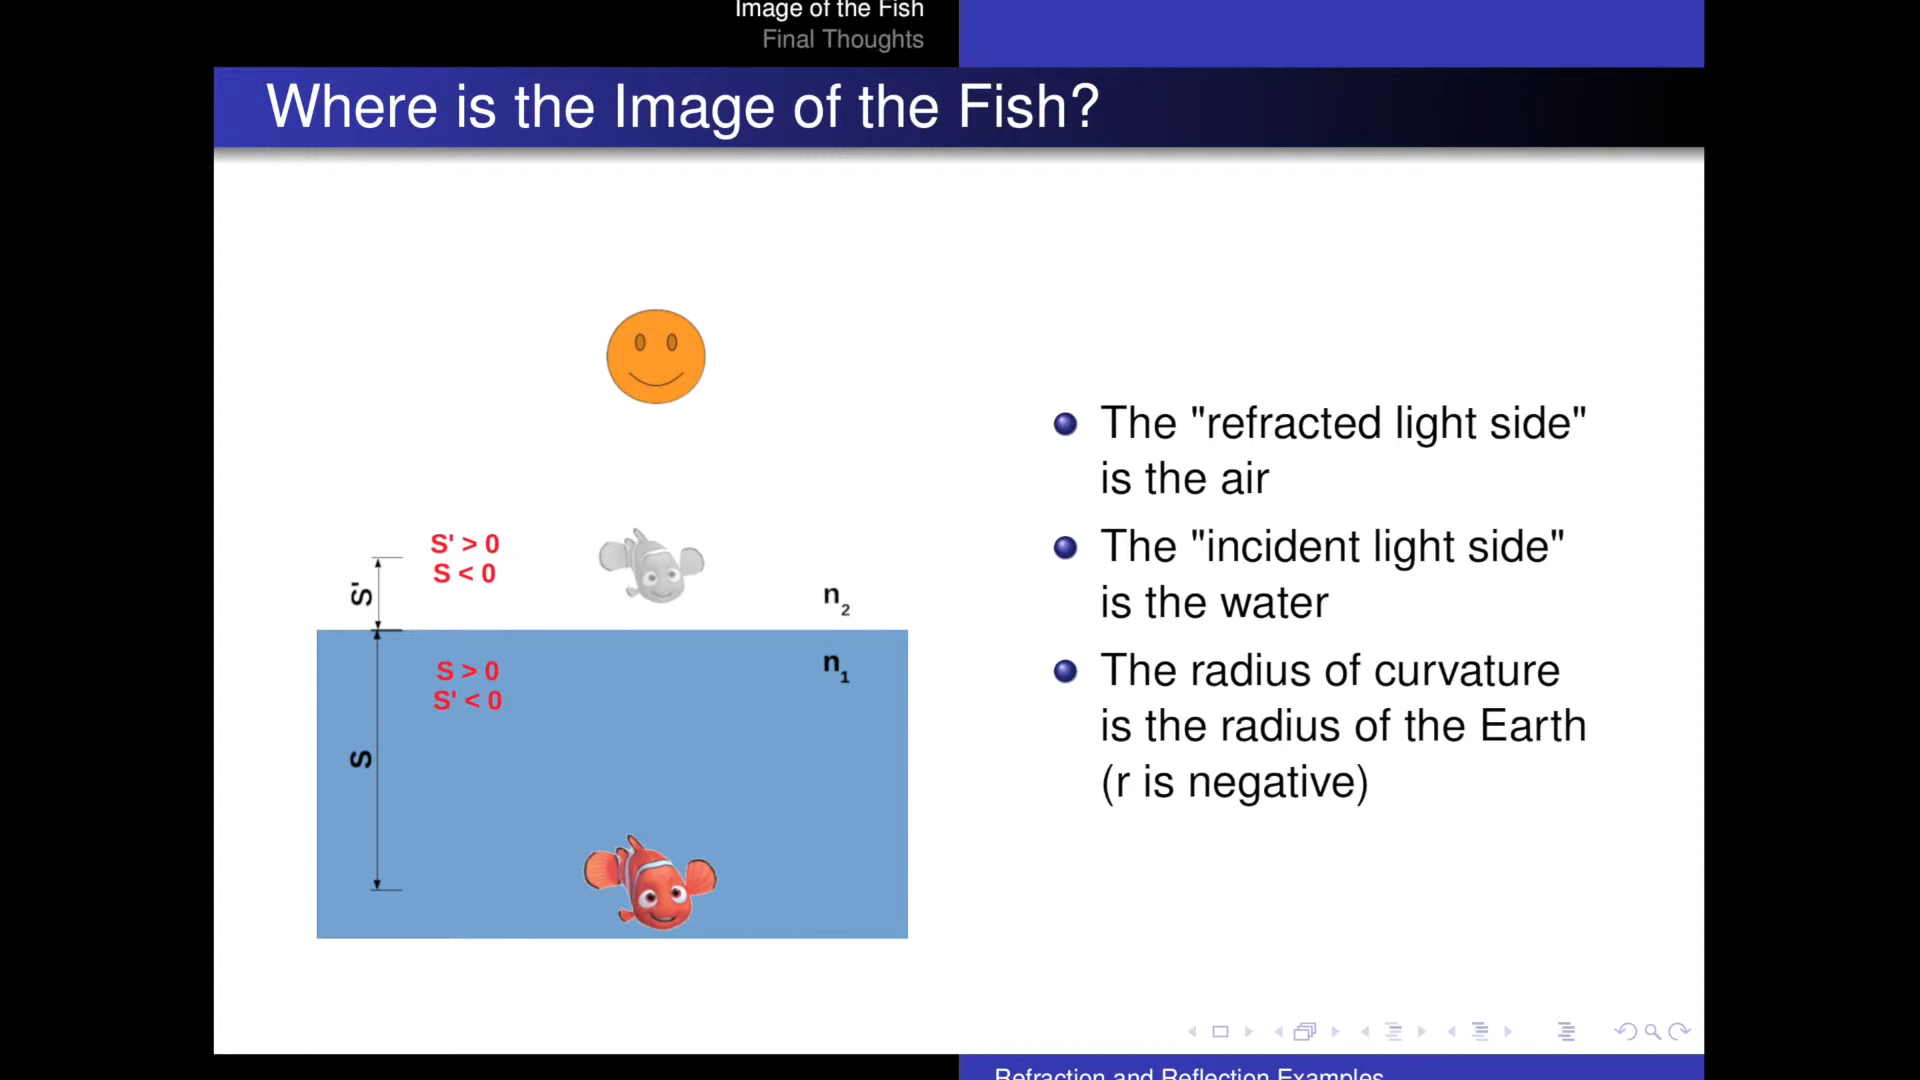 Image of the Fish
Final Thoughts
Where is the Image of the Fish?
S' > 0
S < 0
S'
n2
S > 0
S' < 0
n1
S
The "refracted light side"
is the air
The "incident light side"
is the water
The radius of curvature
is the radius of the Earth
(r is negative)
Refraction and Reflection Examples